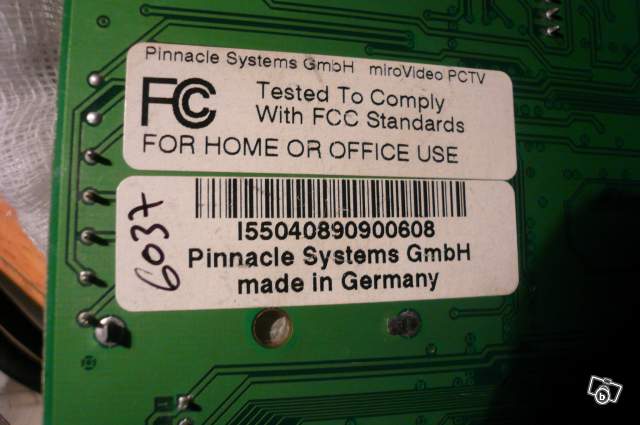 Pinnacle Systems GmbH miroVideo PCTV
FC Tested To Comply
With FCC Standards
FOR HOME OR OFFICE USE
6037
I55040890900608
Pinnacle Systems GmbH
made in Germany
b